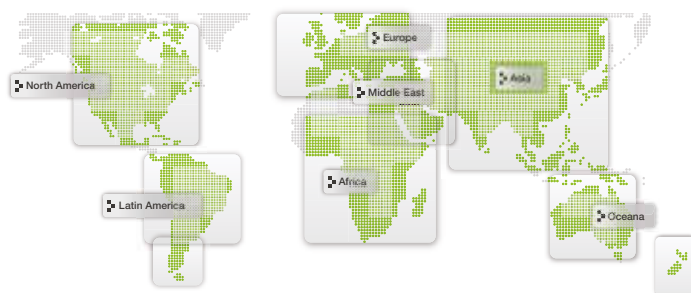 Europe
Asia
North America
Middle East
Africa
Latin America
Oceana